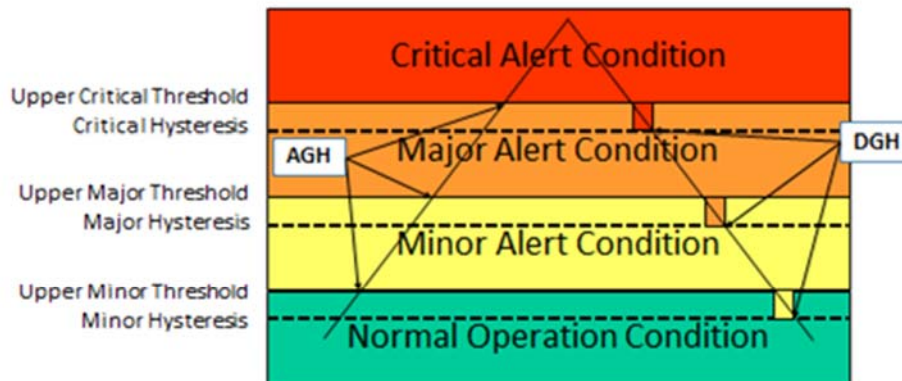 Critical Alert Condition
Upper Critical Threshold
Critical Hysteresis
AGH
Major Alert Condition
DGH
Upper Major Threshold
Major Hysteresis
Minor Alert Condition
Upper Minor Threshold
Minor Hysteresis
Normal Operation Condition